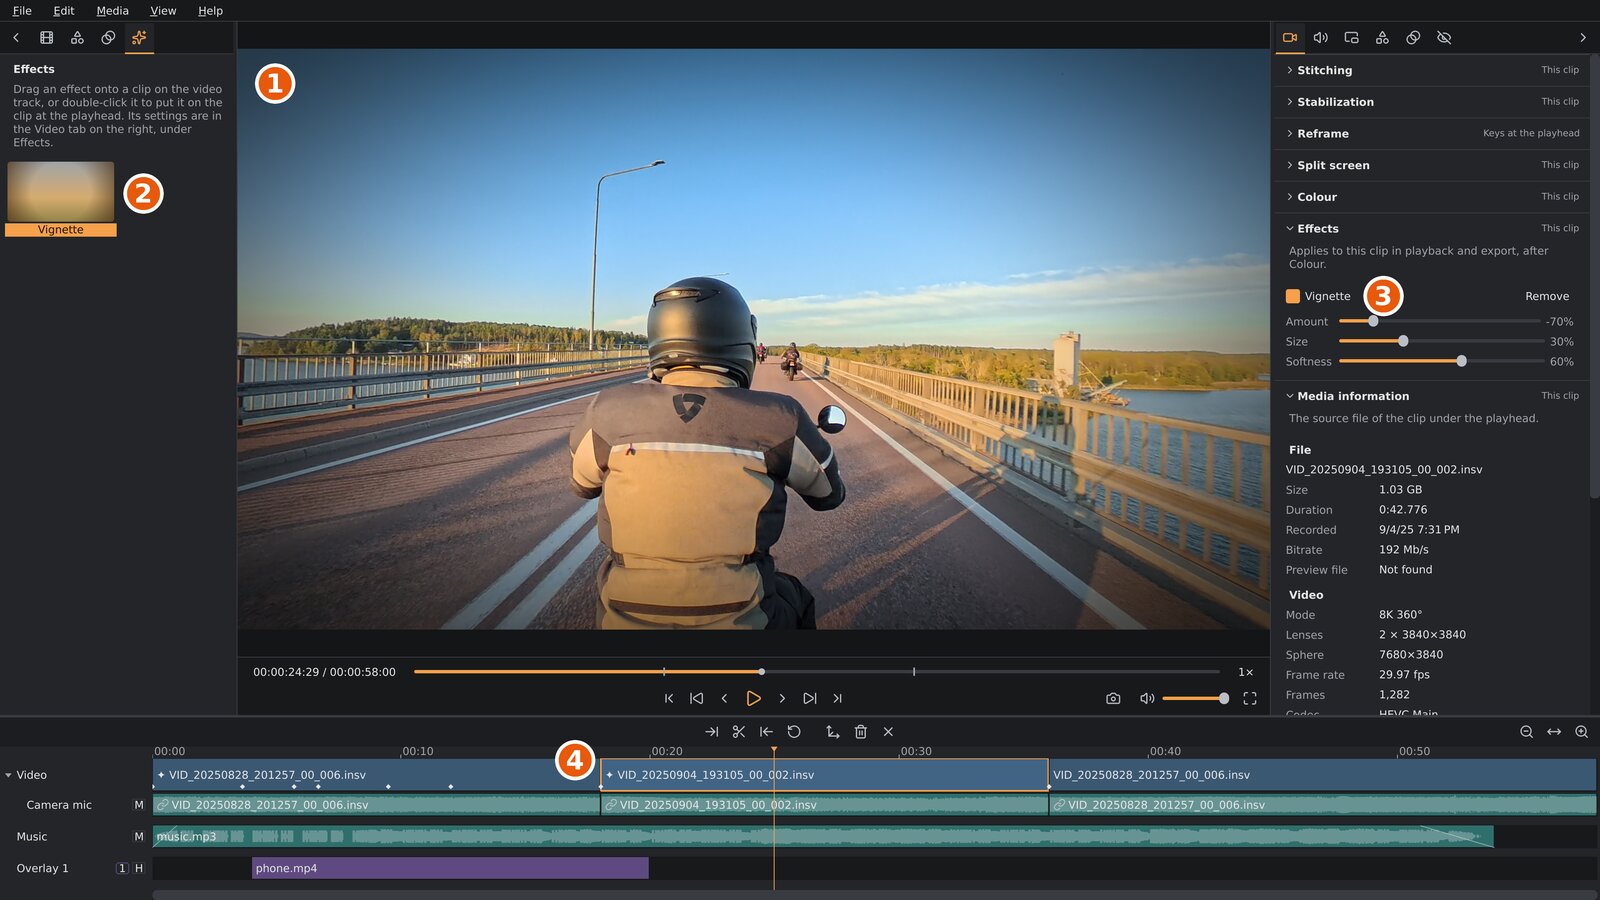 File Edit Media View Help
Effects
Drag an effect onto a clip on the video
track, or double-click it to put it on the
clip at the playhead. Its settings are in
the Video tab on the right, under
Effects.
Vignette
1
2
3
4
Stitching This clip
Stabilization This clip
Reframe Keys at the playhead
Split screen This clip
Colour This clip
Effects This clip
Applies to this clip in playback and export, after
Colour.
Vignette Remove
Amount -70%
Size 30%
Softness 60%
Media information This clip
The source file of the clip under the playhead.
File
VID_20250904_193105_00_002.insv
Size 1.03 GB
Duration 0:42.776
Recorded 9/4/25 7:31 PM
Bitrate 192 Mb/s
Preview file Not found
Video
Mode 8K 360°
Lenses 2 × 3840×3840
Sphere 7680×3840
Frame rate 29.97 fps
Frames 1,282
Codec HEVC Main
00:00:24:29 / 00:00:58:00 1×
00:00 00:10 00:20 00:30 00:40 00:50
Video VID_20250828_201257_00_006.insv VID_20250904_193105_00_002.insv VID_20250828_201257_00_006.insv
Camera mic M VID_20250828_201257_00_006.insv VID_20250904_193105_00_002.insv VID_20250828_201257_00_006.insv
Music M music.mp3
Overlay 1 1 H phone.mp4